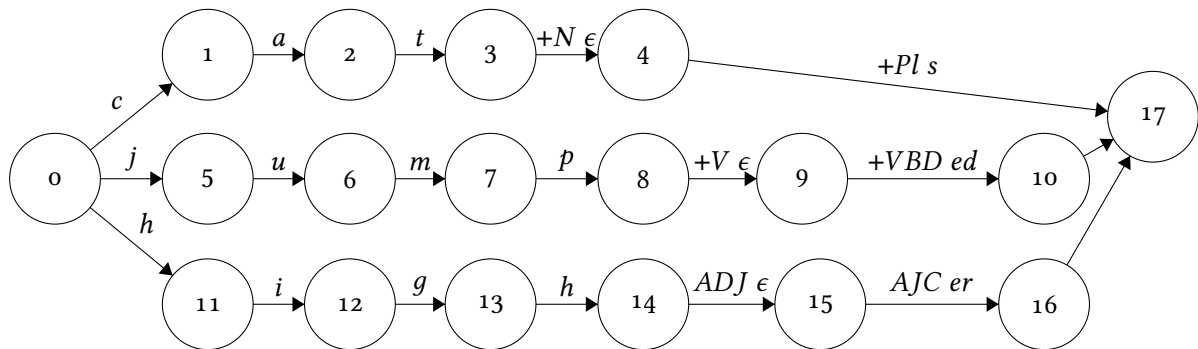 1 a 2 t 3 +N ϵ 4 +Pl s
c
17
0 j 5 u 6 m 7 p 8 +V ϵ 9 +VBD ed 10
h
11 i 12 g 13 h 14 ADJ ϵ 15 AJC er 16